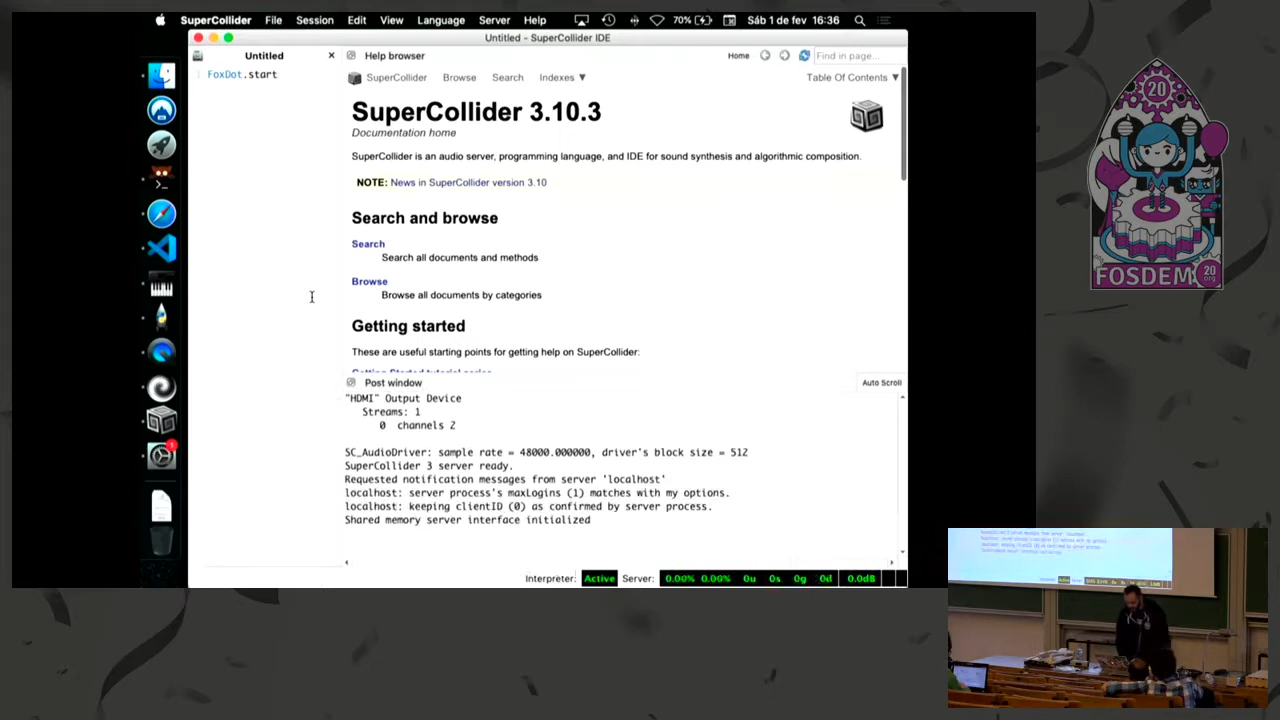 SuperCollider File Session Edit View Language Server Help 70% Sáb 1 de fev 16:36
Untitled - SuperCollider IDE
Untitled
Help browser
Home
Find in page...
1 FoxDot.start
SuperCollider Browse Search Indexes ▼ Table Of Contents ▼
SuperCollider 3.10.3
Documentation home
SuperCollider is an audio server, programming language, and IDE for sound synthesis and algorithmic composition.
NOTE: News in SuperCollider version 3.10
Search and browse
Search
Search all documents and methods
Browse
Browse all documents by categories
Getting started
These are useful starting points for getting help on SuperCollider:
Getting Started tutorial series
Post window
Auto Scroll
"HDMI" Output Device
Streams: 1
0 channels 2
SC_AudioDriver: sample rate = 48000.000000, driver's block size = 512
SuperCollider 3 server ready.
Requested notification messages from server 'localhost'
localhost: server process's maxLogins (1) matches with my options.
localhost: keeping clientID (0) as confirmed by server process.
Shared memory server interface initialized
Interpreter: Active Server: 0.00% 0.00% 0u 0s 0g 0d 0.0dB
1
20
FOSDEM 20
.org